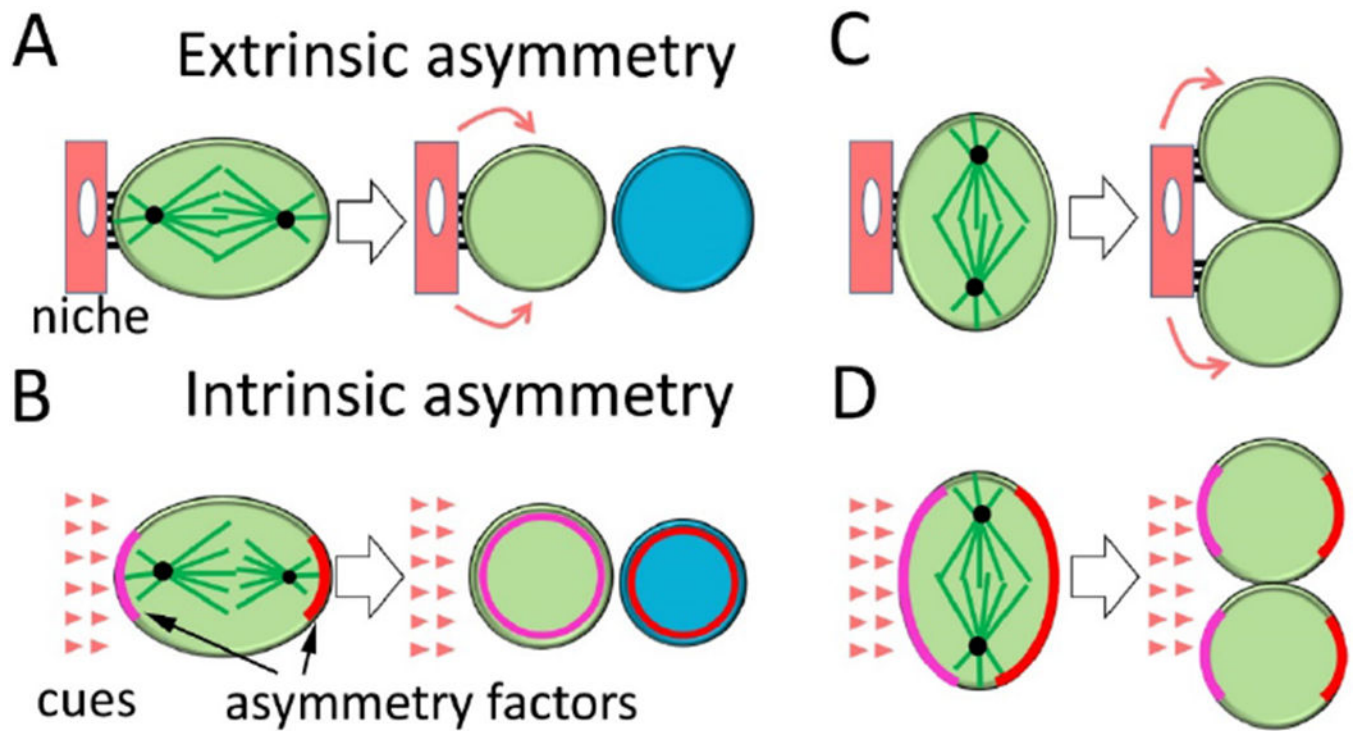 A
Extrinsic asymmetry
C
niche
B
Intrinsic asymmetry
D
cues
asymmetry factors